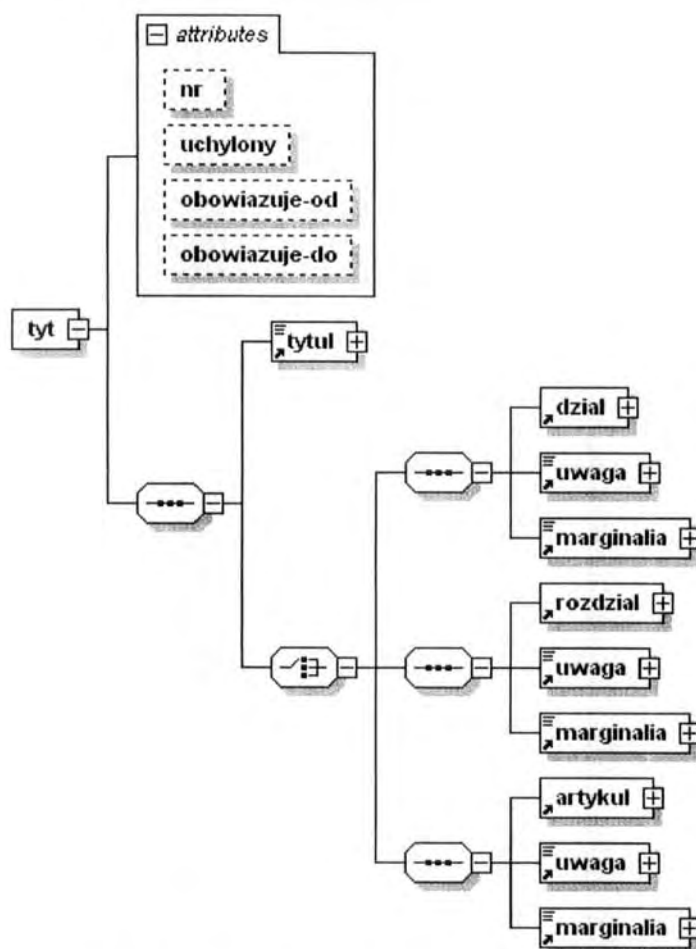 attributes
nr
uchylony
obowiazuje-od
obowiazuje-do
tyt
tytul
dzial
uwaga
marginalia
rozdzial
uwaga
marginalia
artykul
uwaga
marginalia